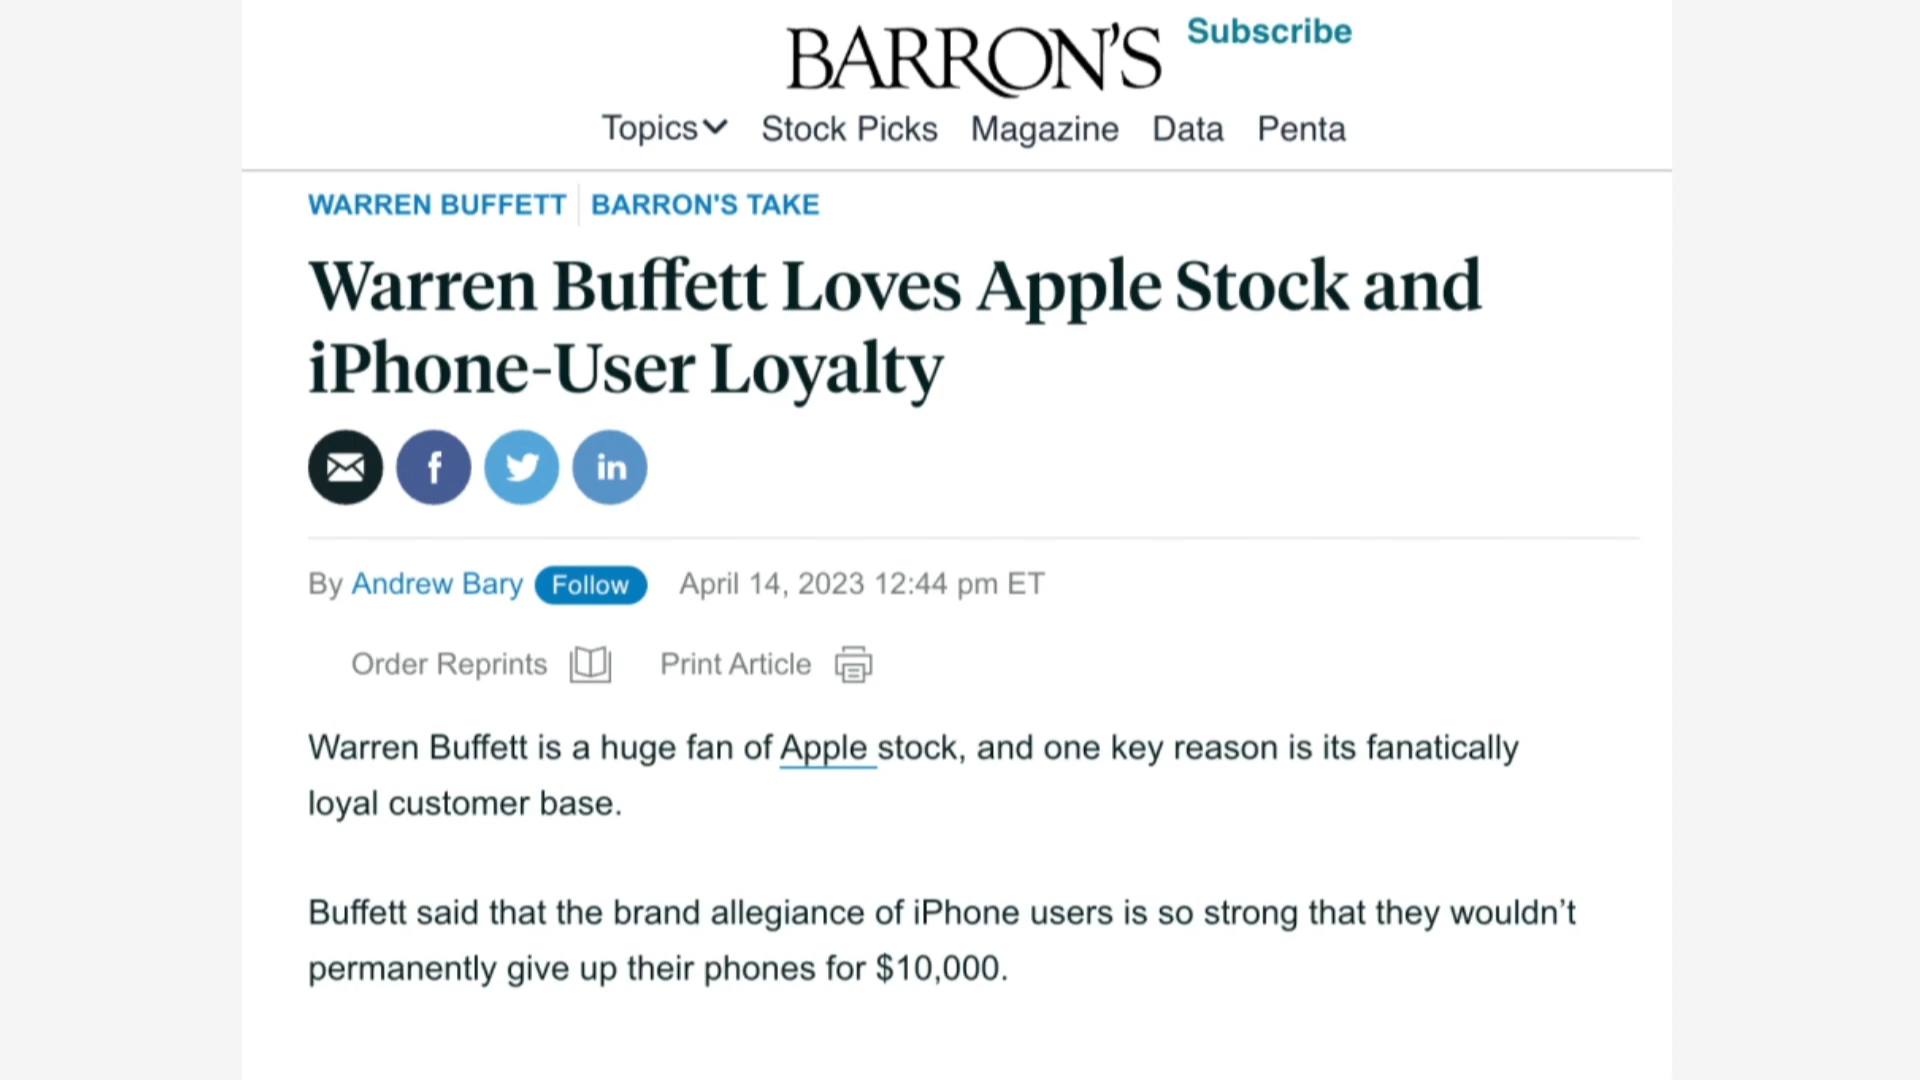 BARRON'S Subscribe
Topics Stock Picks Magazine Data Penta
WARREN BUFFETT BARRON'S TAKE
Warren Buffett Loves Apple Stock and
iPhone-User Loyalty
f in
By Andrew Bary Follow April 14, 2023 12:44 pm ET
Order Reprints Print Article
Warren Buffett is a huge fan of Apple stock, and one key reason is its fanatically
loyal customer base.
Buffett said that the brand allegiance of iPhone users is so strong that they wouldn’t
permanently give up their phones for $10,000.